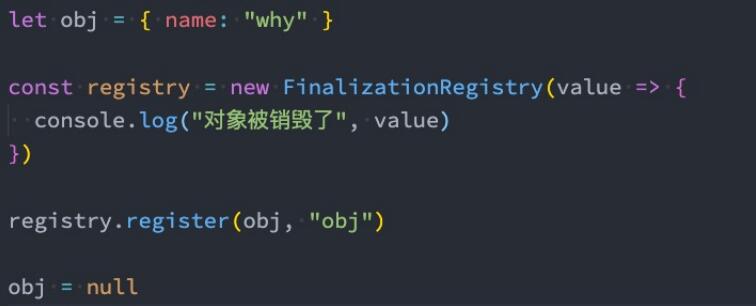 let obj = { name: "why" }
const registry = new FinalizationRegistry(value => {
  console.log("对象被销毁了", value)
})
registry.register(obj, "obj")
obj = null